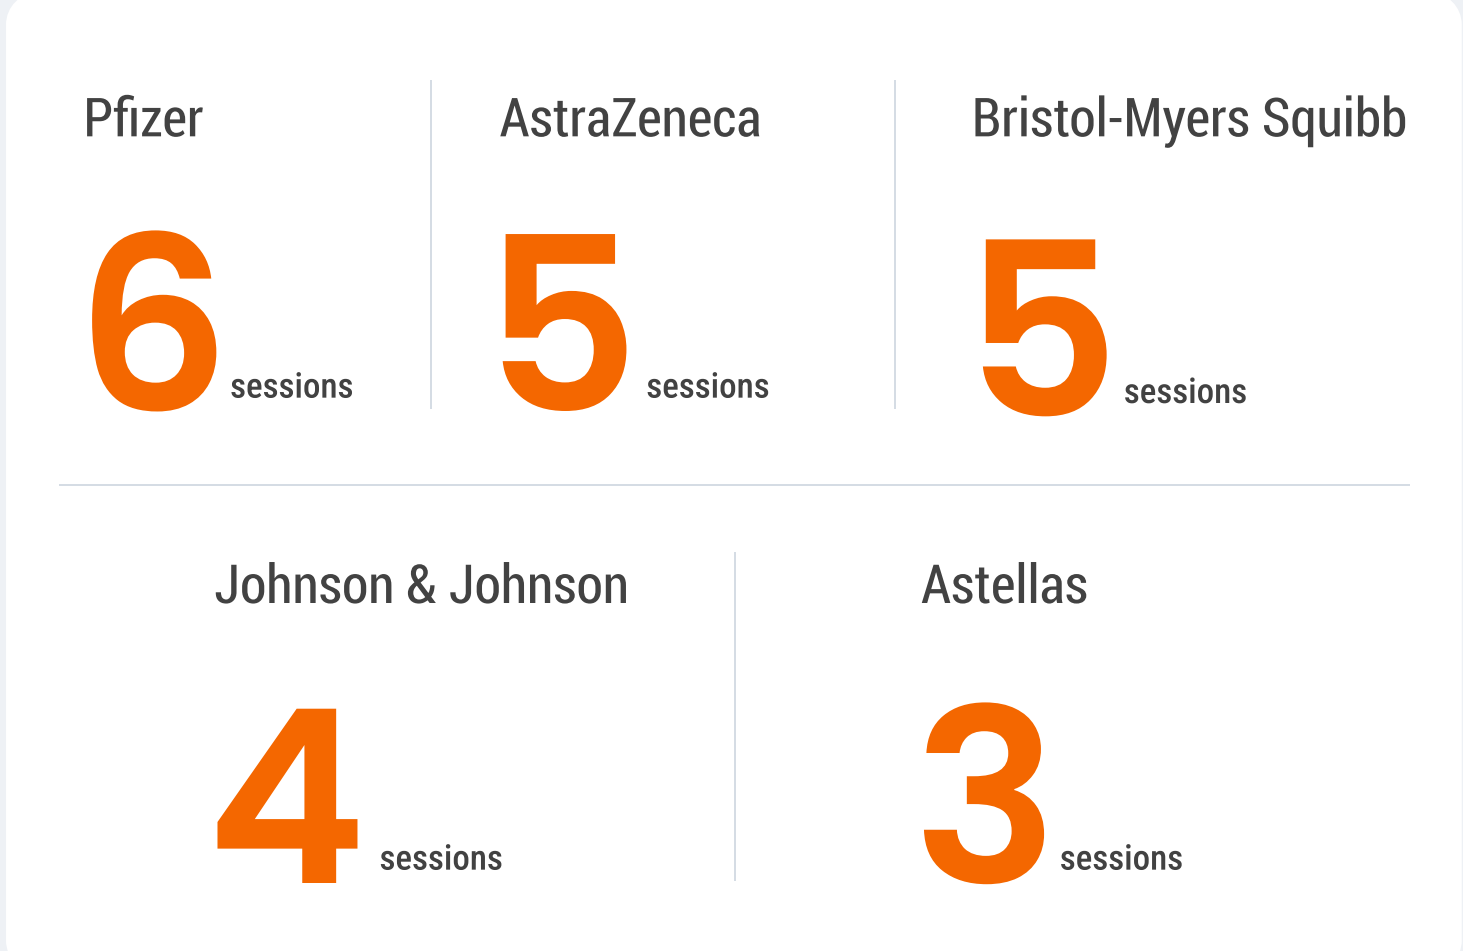 Pfizer
6 sessions
AstraZeneca
5 sessions
Bristol-Myers Squibb
5 sessions
Johnson & Johnson
4 sessions
Astellas
3 sessions